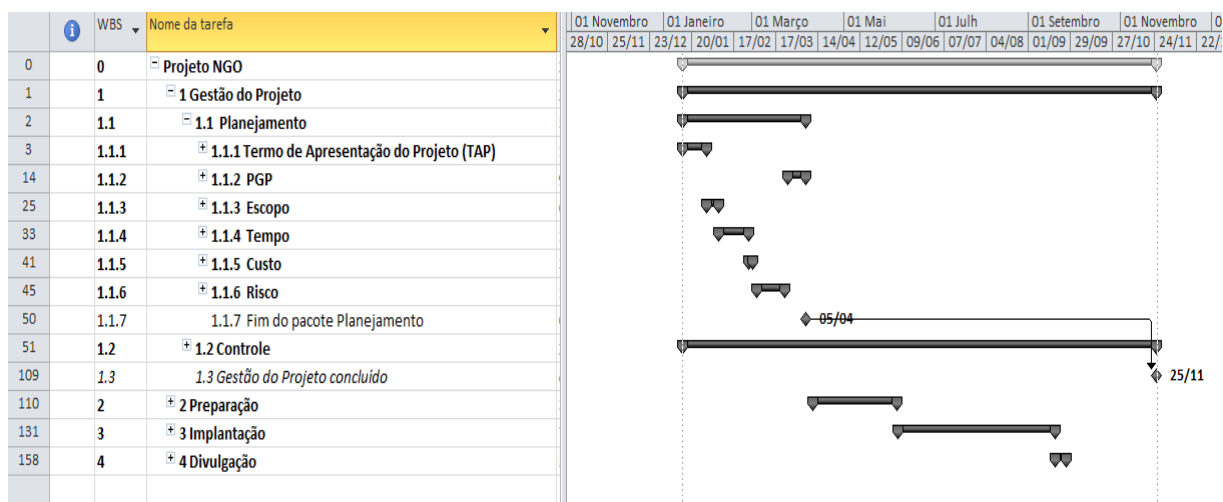 WBS Nome da tarefa 01 Novembro 01 Janeiro 01 Março 01 Mai 01 Julh 01 Setembro 01 Novembro 0
28/10 25/11 23/12 20/01 17/02 17/03 14/04 12/05 09/06 07/07 04/08 01/09 29/09 27/10 24/11 22/
0 0 Projeto NGO
1 1 1 Gestão do Projeto
2 1.1 1.1 Planejamento
3 1.1.1 1.1.1 Termo de Apresentação do Projeto (TAP)
14 1.1.2 1.1.2 PGP
25 1.1.3 1.1.3 Escopo
33 1.1.4 1.1.4 Tempo
41 1.1.5 1.1.5 Custo
45 1.1.6 1.1.6 Risco
50 1.1.7 1.1.7 Fim do pacote Planejamento 05/04
51 1.2 1.2 Controle
109 1.3 1.3 Gestão do Projeto concluído 25/11
110 2 2 Preparação
131 3 3 Implantação
158 4 4 Divulgação